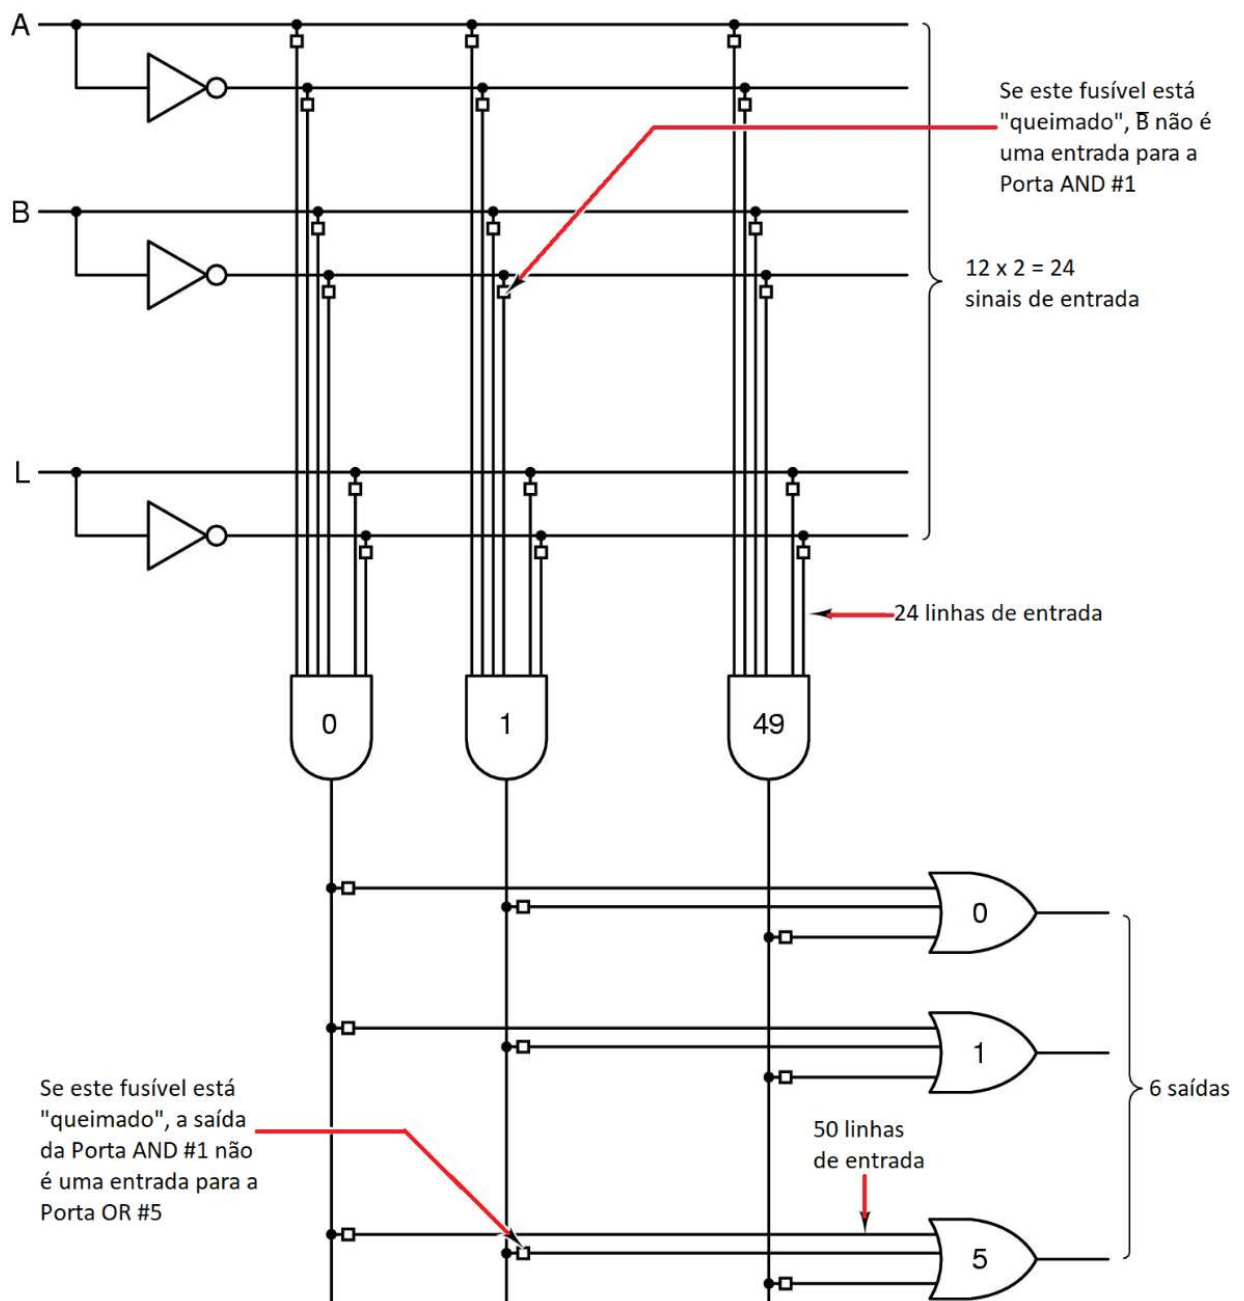 A
Se este fusível está
"queimado", B̅ não é
uma entrada para a
Porta AND #1
B
12 x 2 = 24
sinais de entrada
L
24 linhas de entrada
0
1
49
0
1
6 saídas
Se este fusível está
"queimado", a saída
da Porta AND #1 não
é uma entrada para a
Porta OR #5
50 linhas
de entrada
5